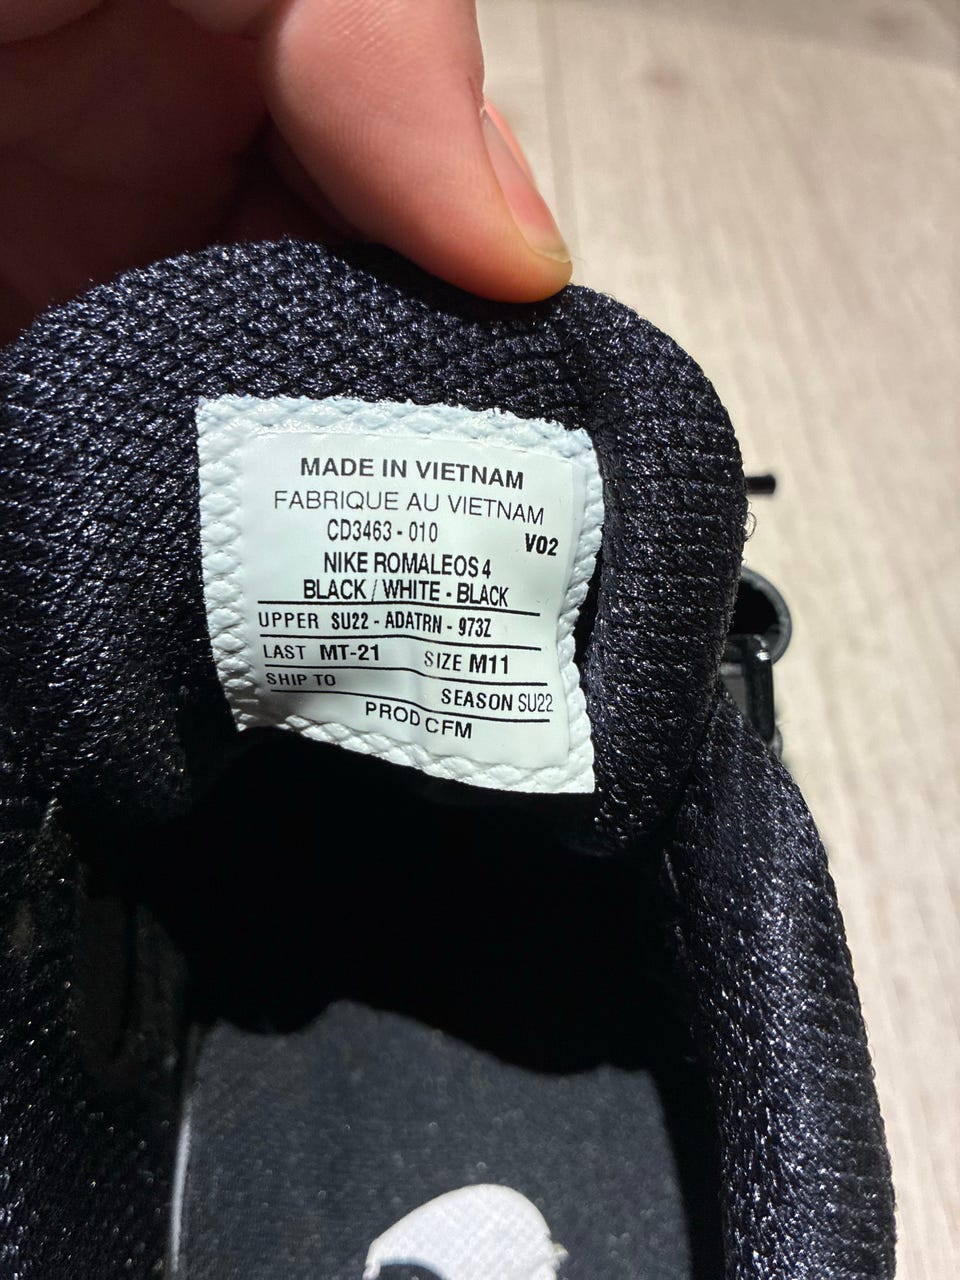 MADE IN VIETNAM
FABRIQUE AU VIETNAM
CD3463 - 010
V02
NIKE ROMALEOS 4
BLACK / WHITE - BLACK
UPPER SU22 - ADATRN - 973Z
LAST MT-21 SIZE M11
SHIP TO
SEASON SU22
PROD CFM